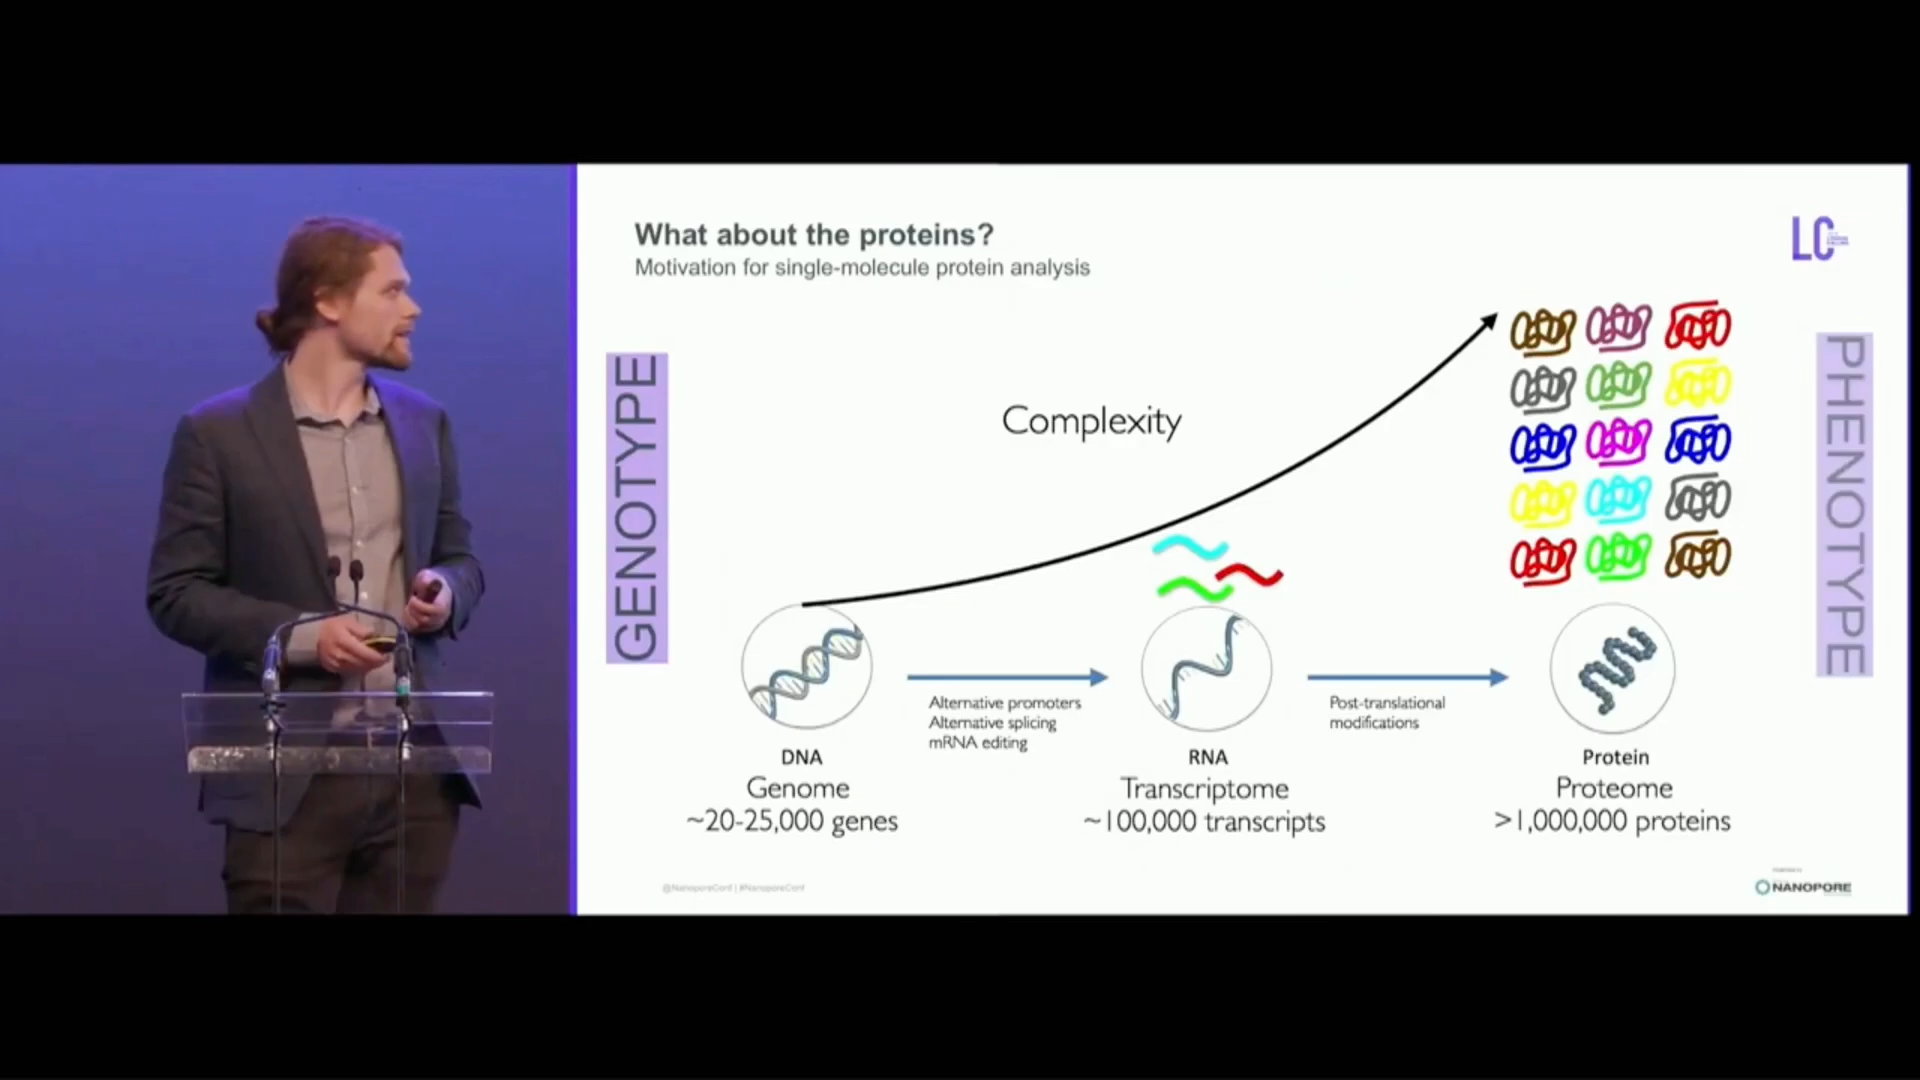 What about the proteins?
Motivation for single-molecule protein analysis
LC
GENOTYPE
Complexity
PHENOTYPE
Alternative promoters
Alternative splicing
mRNA editing
Post-translational
modifications
DNA
Genome
~20-25,000 genes
RNA
Transcriptome
~100,000 transcripts
Protein
Proteome
>1,000,000 proteins
@NanoporeConf | #NanoporeConf
NANOPORE